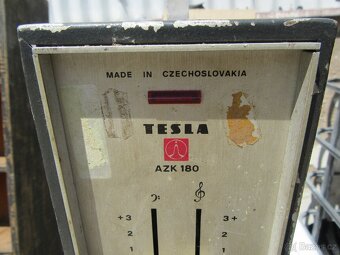 MADE IN CZECHOSLOVAKIA
TESLA
AZK 180
+3 3+
2 2
1 1